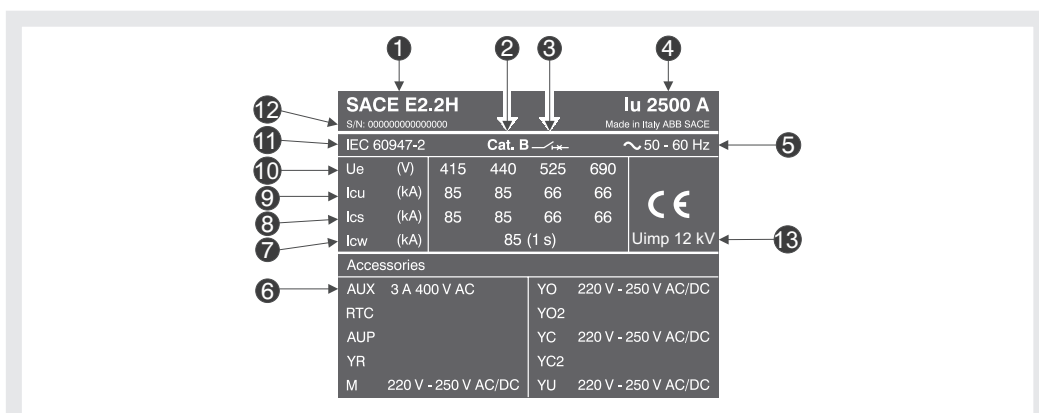 1 2 3 4
SACE E2.2H Iu 2500 A
12 S/N: 000000000000000 Made in Italy ABB SACE
11 IEC 60947-2 Cat. B 50 - 60 Hz 5
10 Ue (V) 415 440 525 690
9 Icu (kA) 85 85 66 66 CE
8 Ics (kA) 85 85 66 66
7 Icw (kA) 85 (1 s) Uimp 12 kV 13
Accessories
6 AUX 3 A 400 V AC YO 220 V - 250 V AC/DC
RTC YO2
AUP YC 220 V - 250 V AC/DC
YR YC2
M 220 V - 250 V AC/DC YU 220 V - 250 V AC/DC